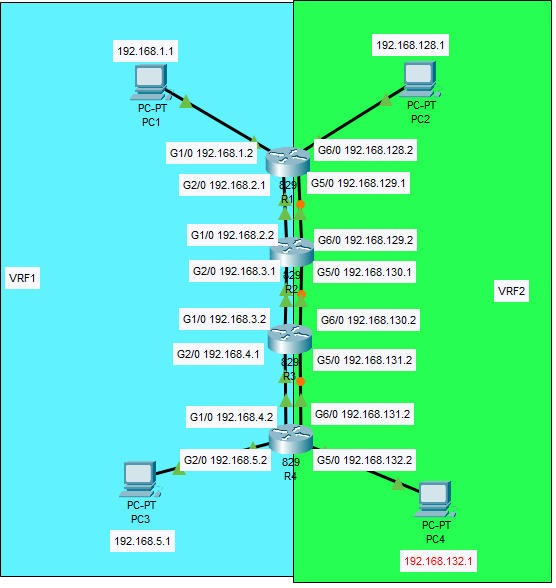 192.168.1.1
192.168.128.1
PC-PT
PC1
PC-PT
PC2
G1/0 192.168.1.2
G6/0 192.168.128.2
G2/0 192.168.2.1
829
R1
G5/0 192.168.129.1
G1/0 192.168.2.2
G6/0 192.168.129.2
G2/0 192.168.3.1
829
R2
G5/0 192.168.130.1
VRF1
VRF2
G1/0 192.168.3.2
G6/0 192.168.130.2
G2/0 192.168.4.1
829
R3
G5/0 192.168.131.2
G1/0 192.168.4.2
G6/0 192.168.131.2
G2/0 192.168.5.2
829
R4
G5/0 192.168.132.2
PC-PT
PC3
192.168.5.1
PC-PT
PC4
192.168.132.1